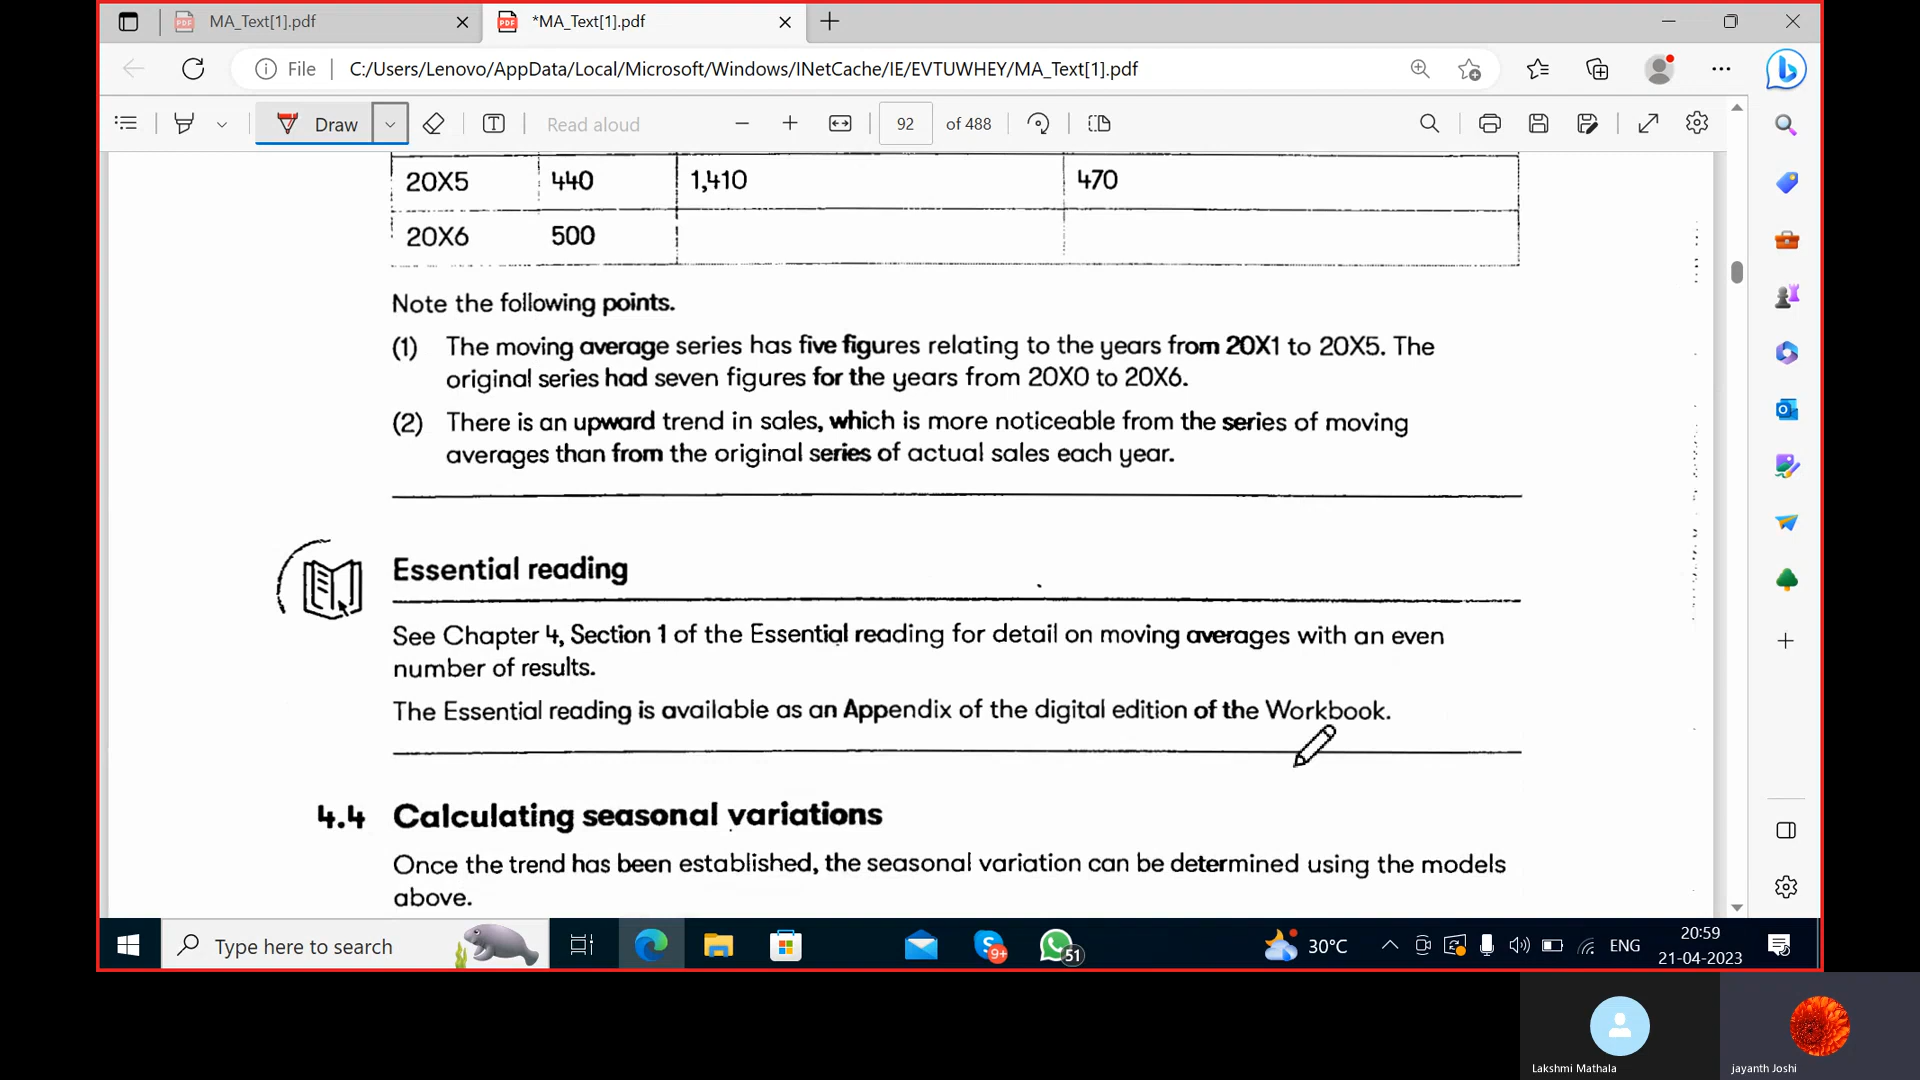 MA_Text[1].pdf
*MA_Text[1].pdf
File
C:/Users/Lenovo/AppData/Local/Microsoft/Windows/INetCache/IE/EVTUWHEY/MA_Text[1].pdf
Draw
Read aloud
92 of 488
20X5 440 1,410 470
20X6 500
Note the following points.
(1) The moving average series has five figures relating to the years from 20X1 to 20X5. The
original series had seven figures for the years from 20X0 to 20X6.
(2) There is an upward trend in sales, which is more noticeable from the series of moving
averages than from the original series of actual sales each year.
Essential reading
See Chapter 4, Section 1 of the Essential reading for detail on moving averages with an even
number of results.
The Essential reading is available as an Appendix of the digital edition of the Workbook.
4.4 Calculating seasonal variations
Once the trend has been established, the seasonal variation can be determined using the models
above.
Type here to search
9+
51
30°C
ENG
20:59
21-04-2023
Lakshmi Mathala
jayanth Joshi